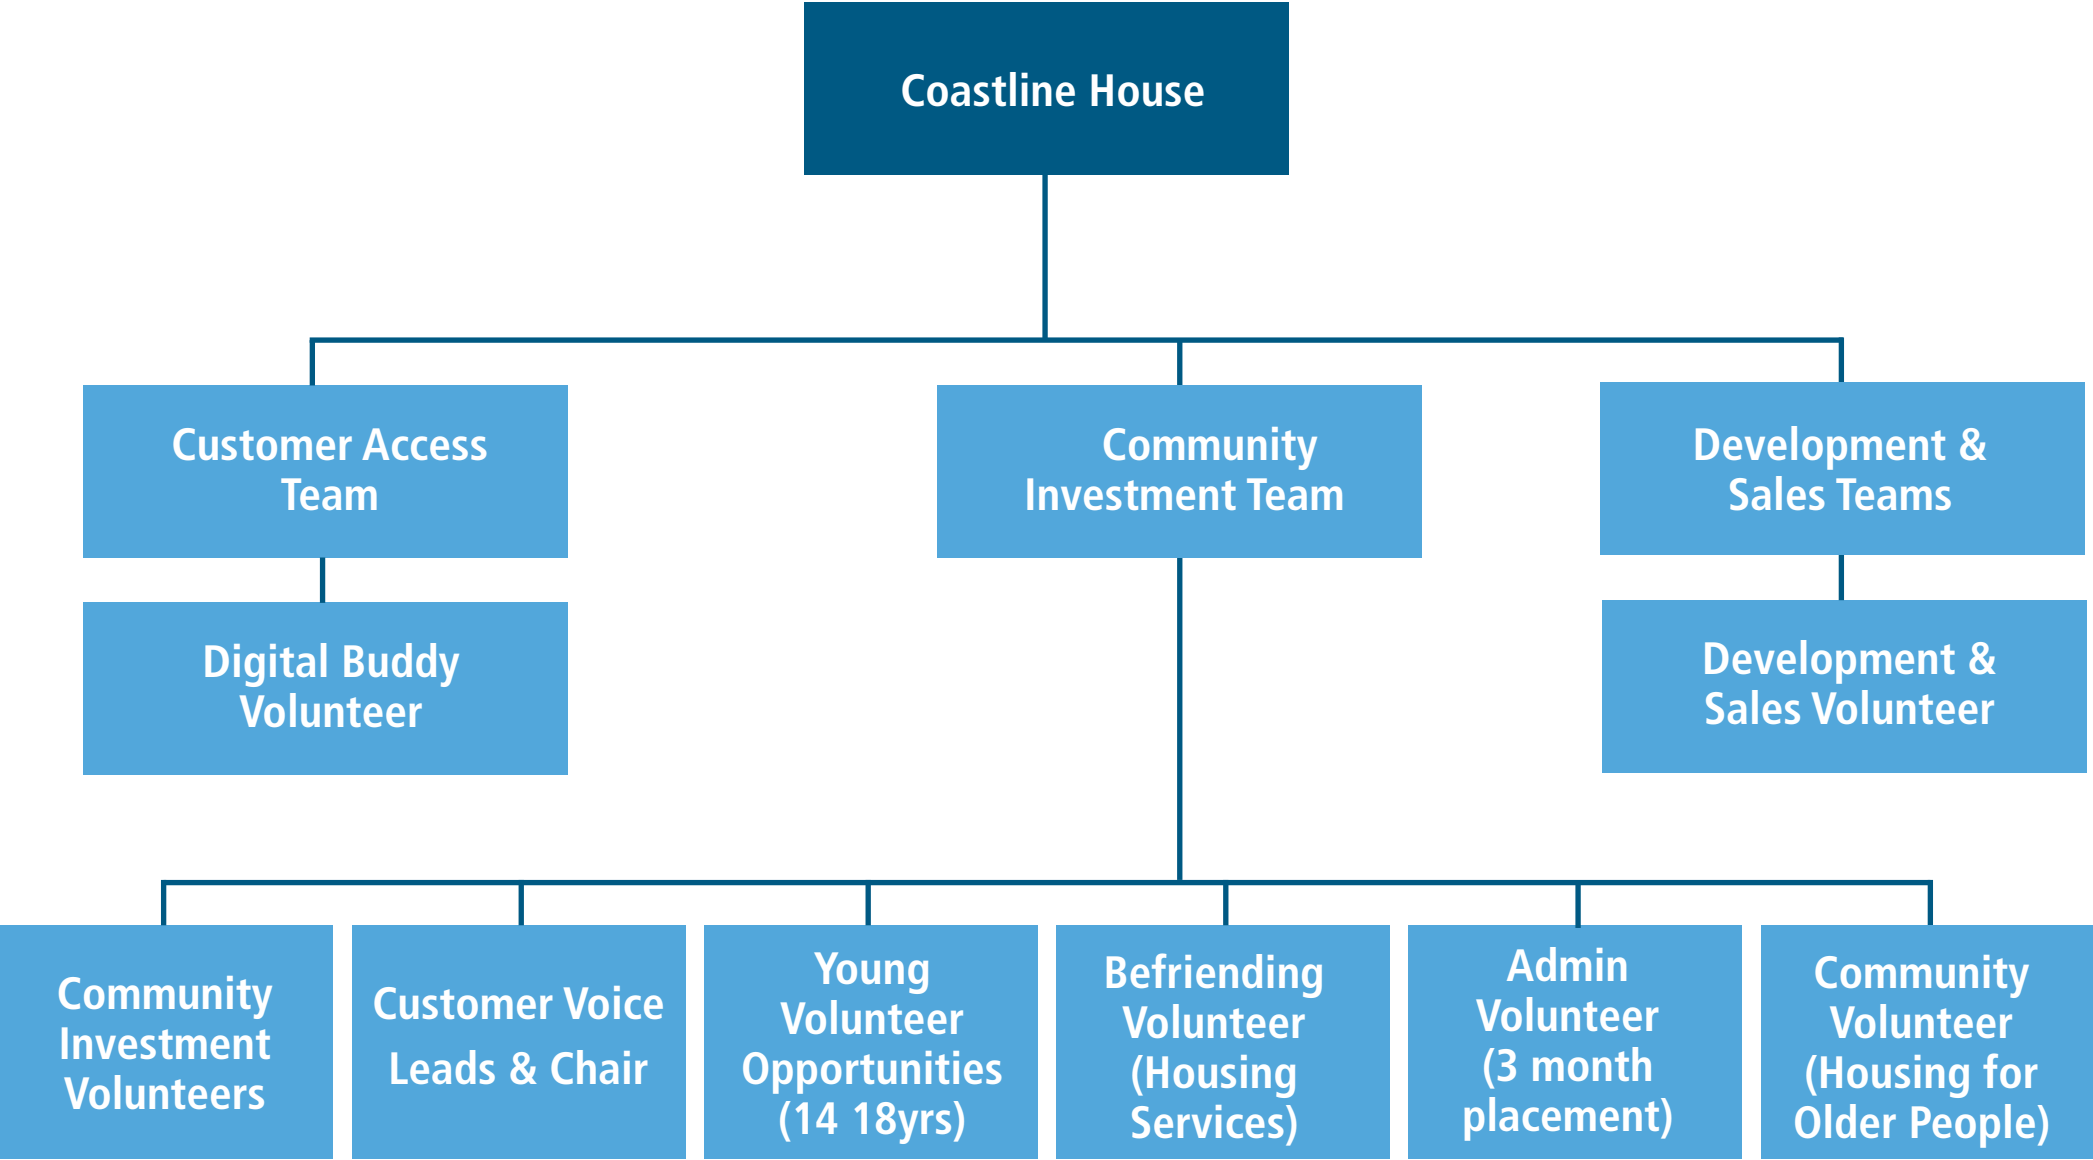 Coastline House
Customer Access
Team
Community
Investment Team
Development &
Sales Teams
Digital Buddy
Volunteer
Development &
Sales Volunteer
Community
Investment
Volunteers
Customer Voice
Leads & Chair
Young
Volunteer
Opportunities
(14 18yrs)
Befriending
Volunteer
(Housing
Services)
Admin
Volunteer
(3 month
placement)
Community
Volunteer
(Housing for
Older People)